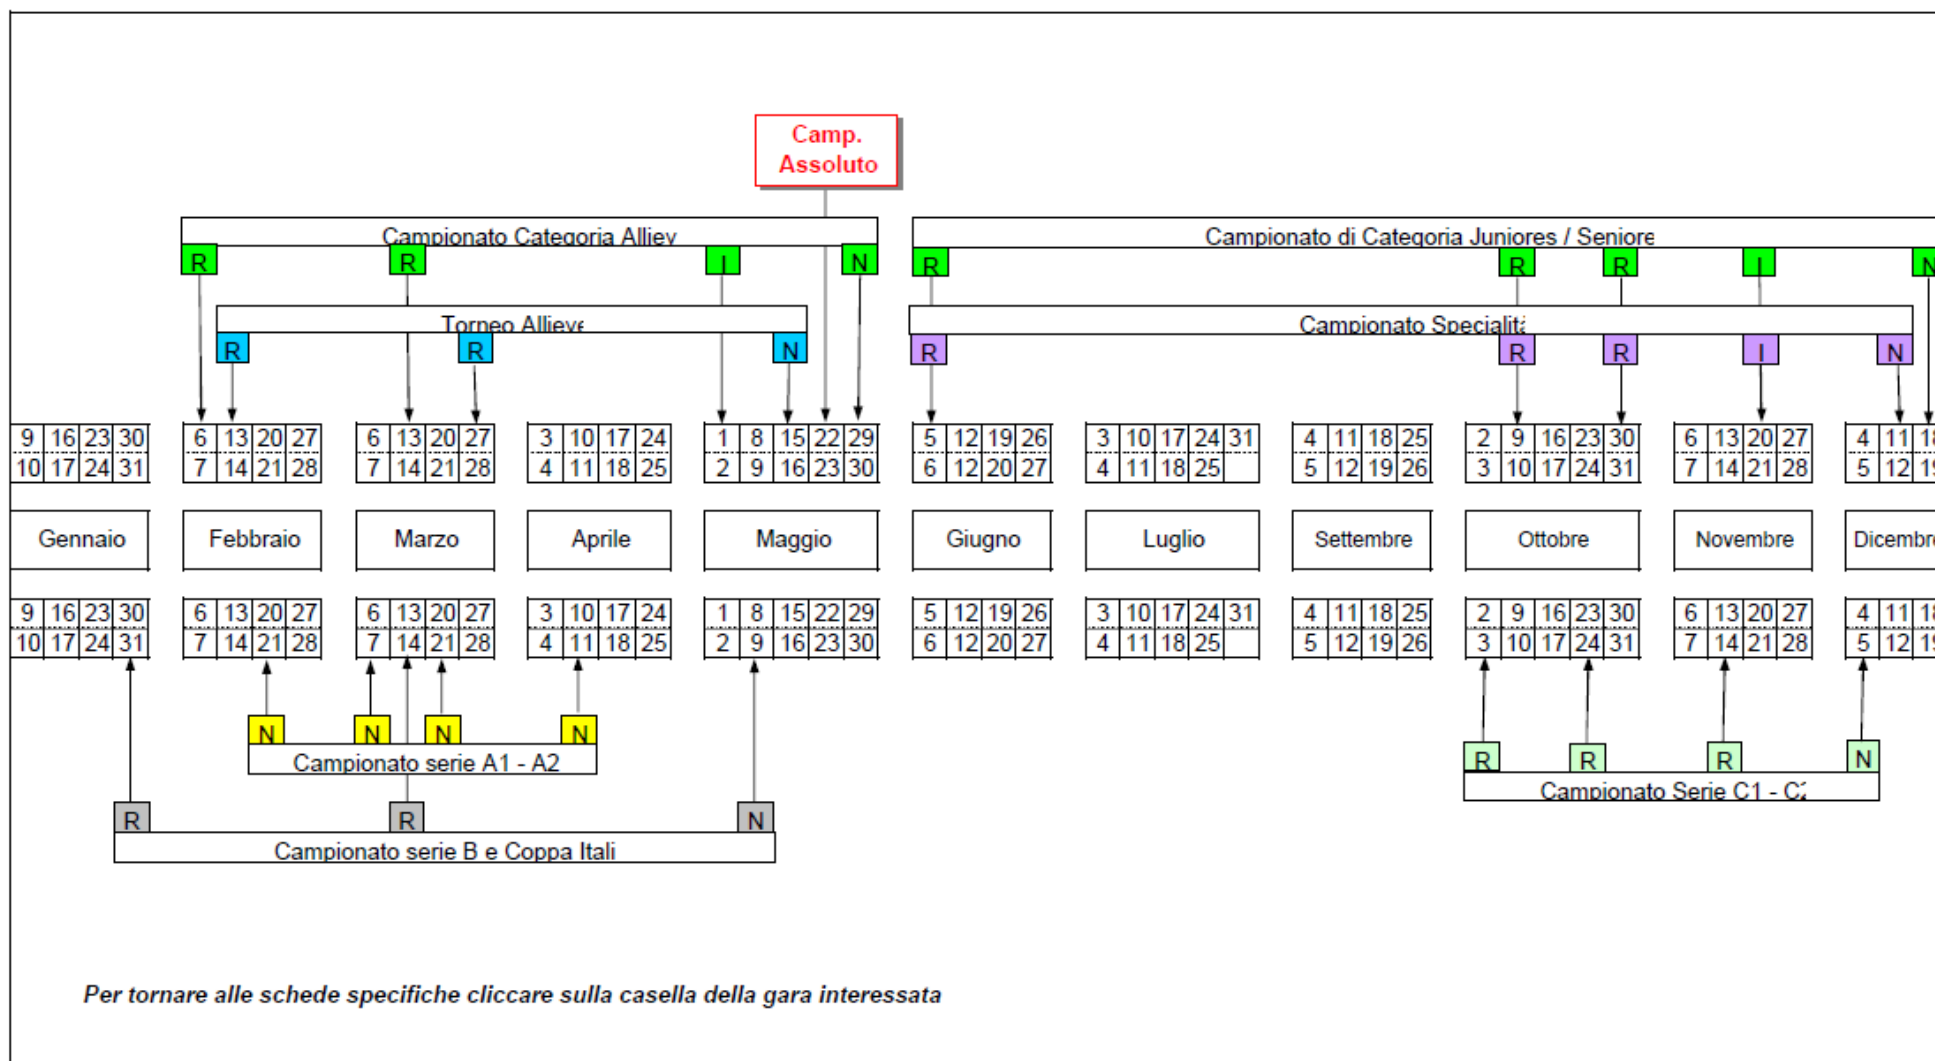 Camp.
Assoluto
Campionato Categoria Alliev
Campionato di Categoria Juniores / Seniore
R R I N R R R I N
Torneo Allieve
Campionato Specialità
R R N R R R I N
9 16 23 30 6 13 20 27 6 13 20 27 3 10 17 24 1 8 15 22 29 5 12 19 26 3 10 17 24 31 4 11 18 25 2 9 16 23 30 6 13 20 27 4 11 18
10 17 24 31 7 14 21 28 7 14 21 28 4 11 18 25 2 9 16 23 30 6 12 20 27 4 11 18 25 5 12 19 26 3 10 17 24 31 7 14 21 28 5 12 19
Gennaio Febbraio Marzo Aprile Maggio Giugno Luglio Settembre Ottobre Novembre Dicembre
9 16 23 30 6 13 20 27 6 13 20 27 3 10 17 24 1 8 15 22 29 5 12 19 26 3 10 17 24 31 4 11 18 25 2 9 16 23 30 6 13 20 27 4 11 18
10 17 24 31 7 14 21 28 7 14 21 28 4 11 18 25 2 9 16 23 30 6 12 20 27 4 11 18 25 5 12 19 26 3 10 17 24 31 7 14 21 28 5 12 19
N N N N
Campionato serie A1 - A2
R R R N
Campionato Serie C1 - C2
R R N
Campionato serie B e Coppa Itali
Per tornare alle schede specifiche cliccare sulla casella della gara interessata